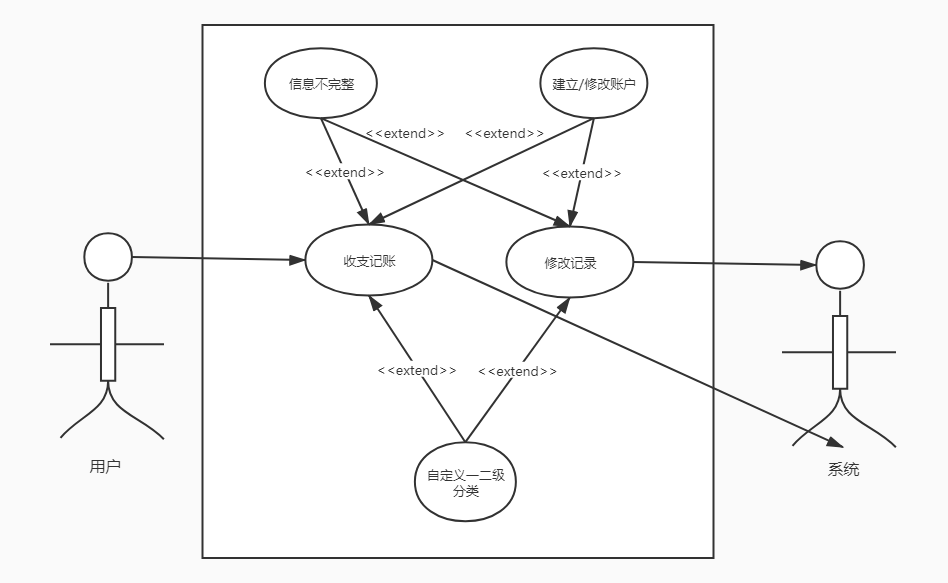 信息不完整
建立/修改账户
<<extend>>
<<extend>>
<<extend>>
<<extend>>
收支记账
修改记录
<<extend>>
<<extend>>
用户
系统
自定义一二级
分类